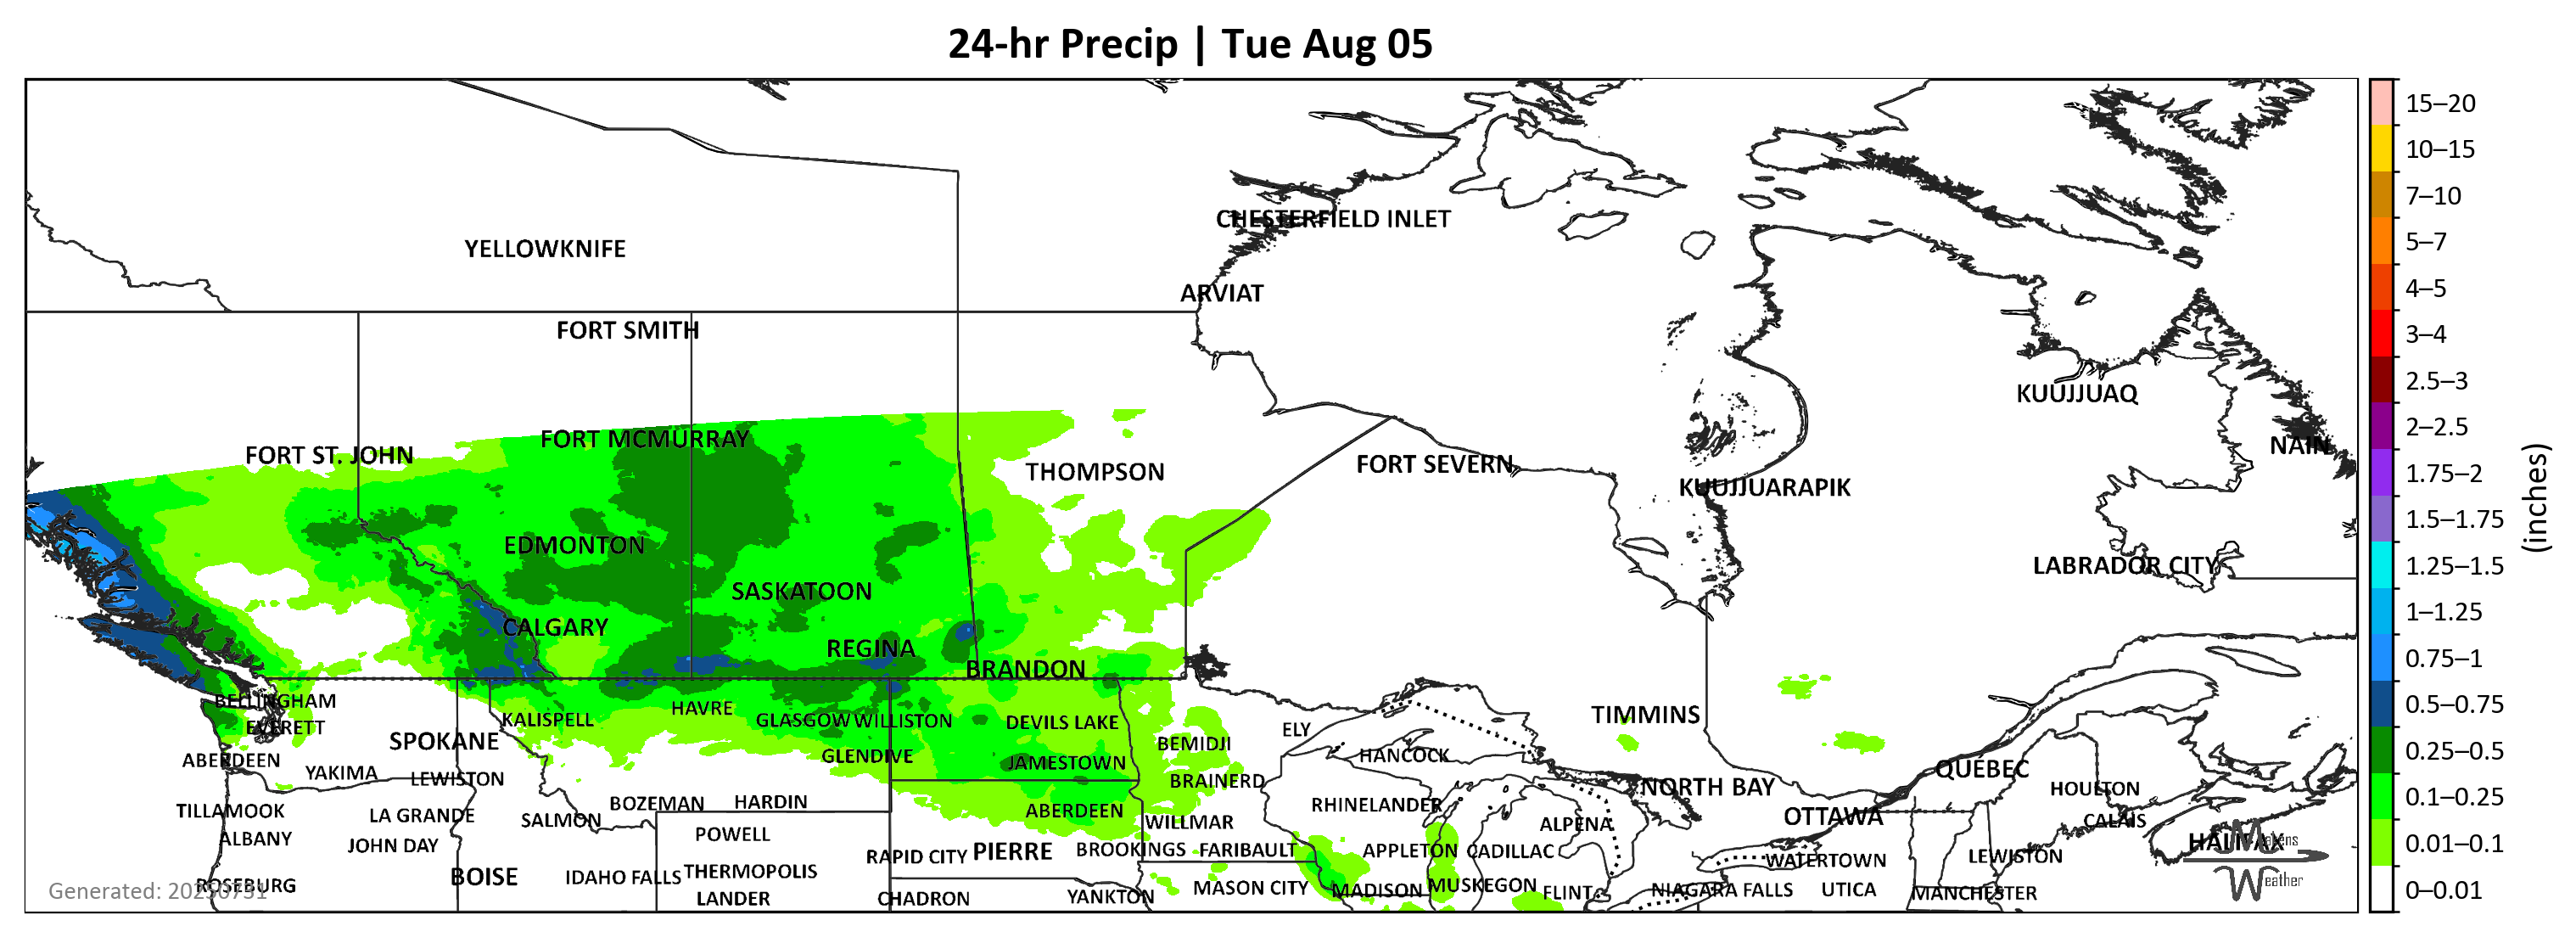 24-hr Precip | Tue Aug 05
CHESTERFIELD INLET
YELLOWKNIFE
ARVIAT
FORT SMITH
KUUJJUAQ
FORT MCMURRAY
NAIN
FORT ST. JOHN
FORT SEVERN
THOMPSON
KUUJJUARAPIK
EDMONTON
LABRADOR CITY
SASKATOON
CALGARY
REGINA
BRANDON
BELLINGHAM
HAVRE
TIMMINS
KALISPELL
GLASGOW
WILLISTON
DEVILS LAKE
EVERETT
ELY
SPOKANE
BEMIDJI
GLENDIVE
HANCOCK
ABERDEEN
JAMESTOWN
QUÉBEC
YAKIMA
LEWISTON
BRAINERD
NORTH BAY
HOULTON
BOZEMAN
HARDIN
RHINELANDER
TILLAMOOK
LA GRANDE
ABERDEEN
OTTAWA
SALMON
WILLMAR
ALPENA
CALAIS
POWELL
ALBANY
HALIFAX
JOHN DAY
BROOKINGS
FARIBAULT
APPLETON
CADILLAC
PIERRE
RAPID CITY
LEWISTON
WATERTOWN
THERMOPOLIS
BOISE
IDAHO FALLS
ROSEBURG
MASON CITY
MADISON
MUSKEGON
NIAGARA FALLS
UTICA
FLINT
MANCHESTER
LANDER
CHADRON
YANKTON
Generated: 20250731
Matens
Weather
15–20
10–15
7–10
5–7
4–5
3–4
2.5–3
2–2.5
1.75–2
1.5–1.75
1.25–1.5
1–1.25
0.75–1
0.5–0.75
0.25–0.5
0.1–0.25
0.01–0.1
0–0.01
(inches)